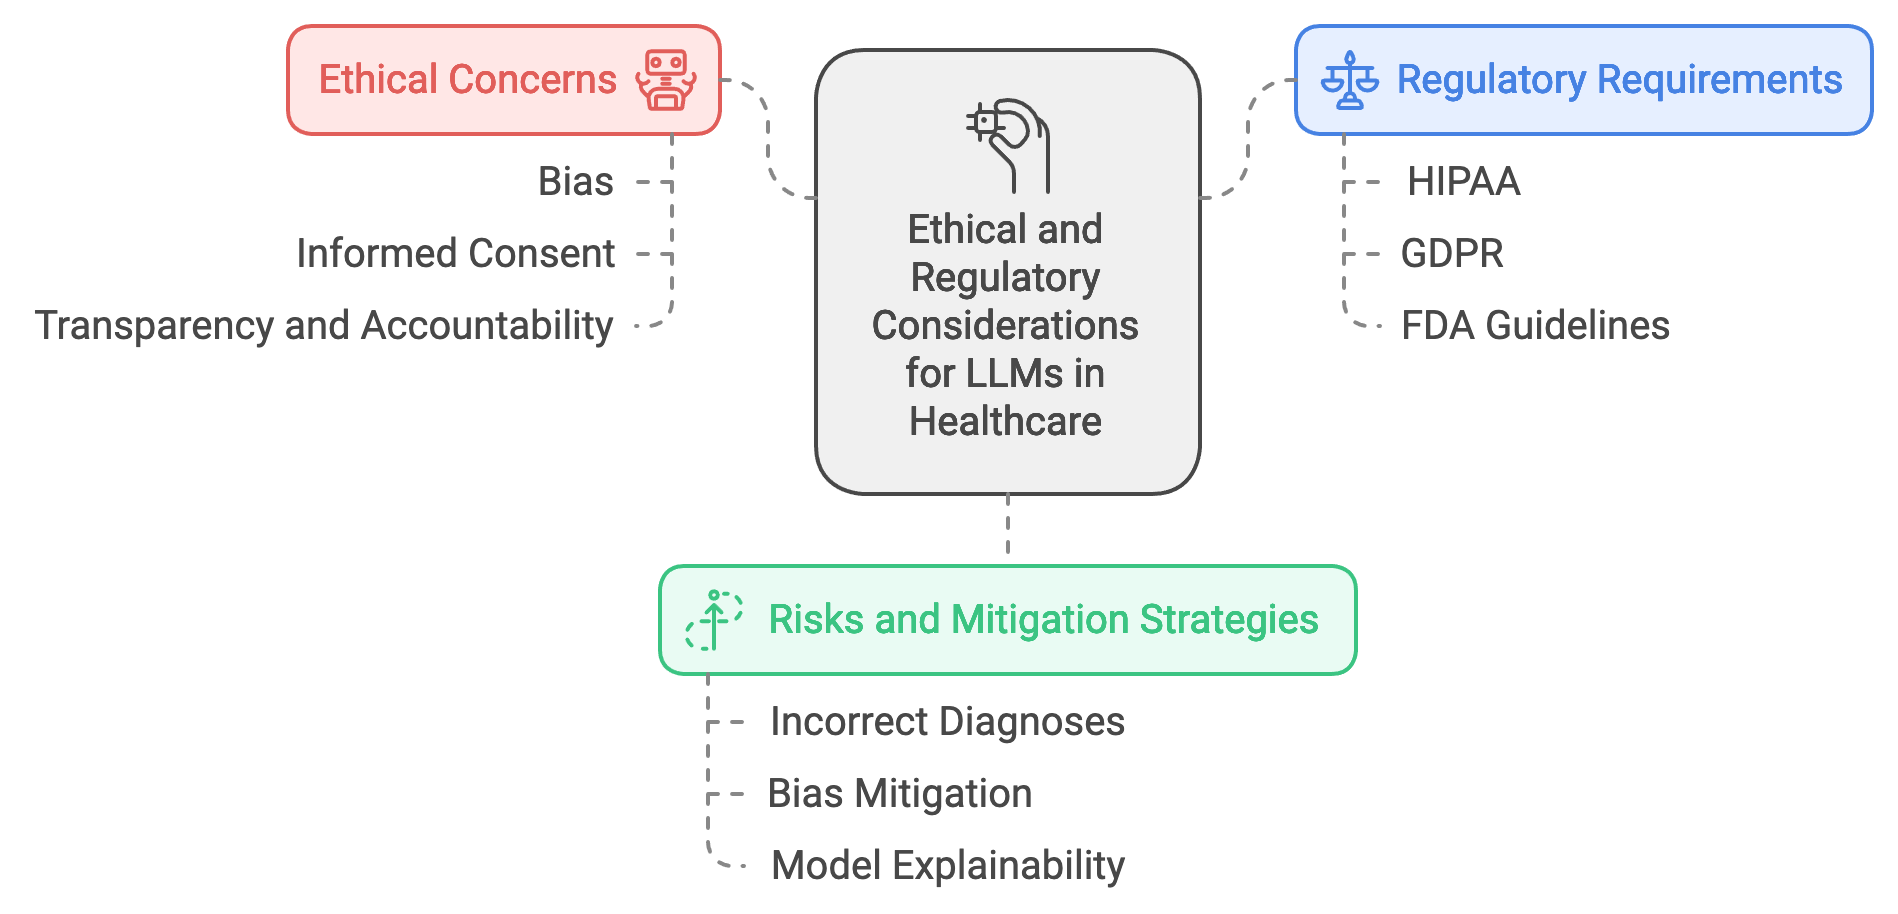 Ethical Concerns
Bias
Informed Consent
Transparency and Accountability
Ethical and
Regulatory
Considerations
for LLMs in
Healthcare
Regulatory Requirements
HIPAA
GDPR
FDA Guidelines
Risks and Mitigation Strategies
Incorrect Diagnoses
Bias Mitigation
Model Explainability